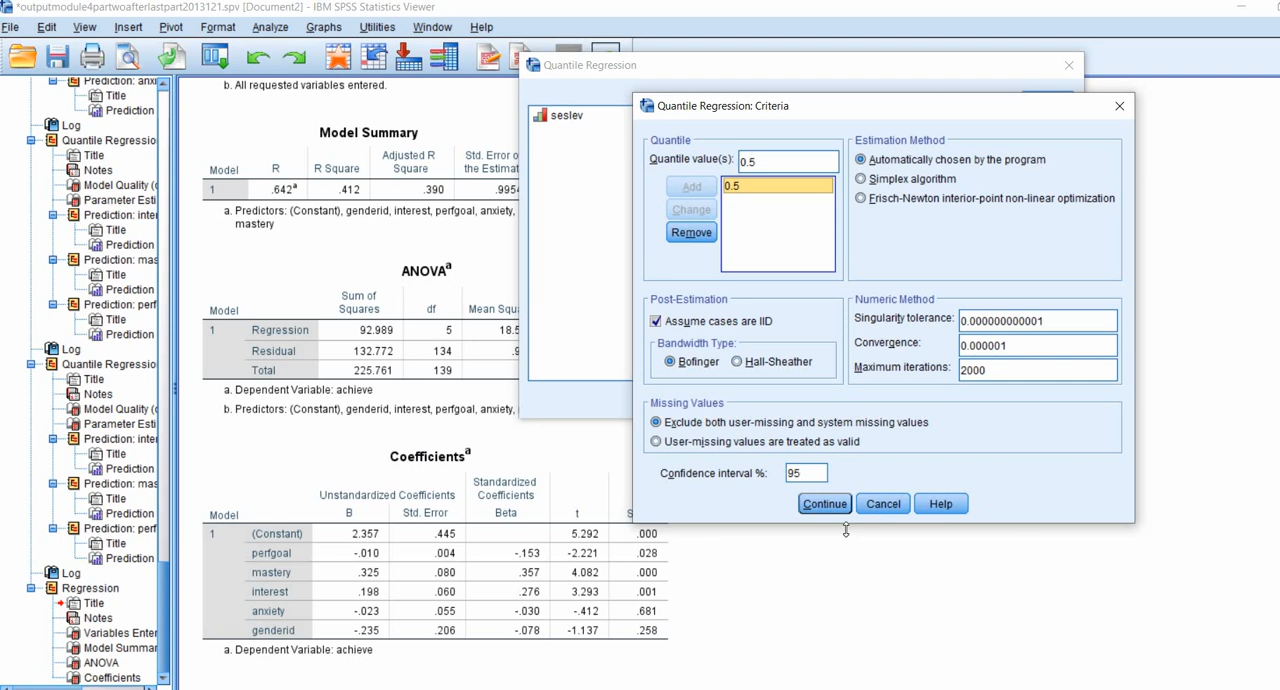 *outputmodule4partwoafterlastpart2013121.spv [Document2] - IBM SPSS Statistics Viewer
File Edit View Insert Format Pivot Analyze Graphs Utilities Window Help
Prediction: anxi
Title
Prediction
Log
Quantile Regressio
Title
Notes
Model Quality (
Parameter Esti
Prediction: inte
Title
Prediction
Prediction: mas
Title
Prediction
Prediction: perf
Title
Prediction
Log
Quantile Regressio
Title
Notes
Model Quality (
Parameter Esti
Prediction: inte
Title
Prediction
Prediction: mas
Title
Prediction
Prediction: perf
Title
Prediction
Log
Regression
Title
Notes
Variables Enter
Model Summar
ANOVA
Coefficients
b. All requested variables entered.
Model Summary
Model R R Square Adjusted R Square Std. Error o the Estimat
1 .642a .412 .390 .9954
a. Predictors: (Constant), genderid, interest, perfgoal, anxiety,
mastery
ANOVAa
Model Sum of Squares df Mean Squa
1 Regression 92.989 5 18.5
Residual 132.772 134 .9
Total 225.761 139
a. Dependent Variable: achieve
b. Predictors: (Constant), genderid, interest, perfgoal, anxiety,
Coefficientsa
Unstandardized Coefficients Standardized Coefficients
Model B Std. Error Beta t S
1 (Constant) 2.357 .445 5.292 .000
perfgoal -.010 .004 -.153 -2.221 .028
mastery .325 .080 .357 4.082 .000
interest .198 .060 .276 3.293 .001
anxiety -.023 .055 -.030 -.412 .681
genderid -.235 .206 -.078 -1.137 .258
a. Dependent Variable: achieve
Quantile Regression
seslev
Quantile Regression: Criteria
Quantile
Quantile value(s): 0.5
Add
0.5
Change
Remove
Estimation Method
Automatically chosen by the program
Simplex algorithm
Frisch-Newton interior-point non-linear optimization
Post-Estimation
Assume cases are IID
Bandwidth Type:
Bofinger Hall-Sheather
Numeric Method
Singularity tolerance: 0.000000000001
Convergence: 0.000001
Maximum iterations: 2000
Missing Values
Exclude both user-missing and system missing values
User-missing values are treated as valid
Confidence interval %: 95
Continue Cancel Help